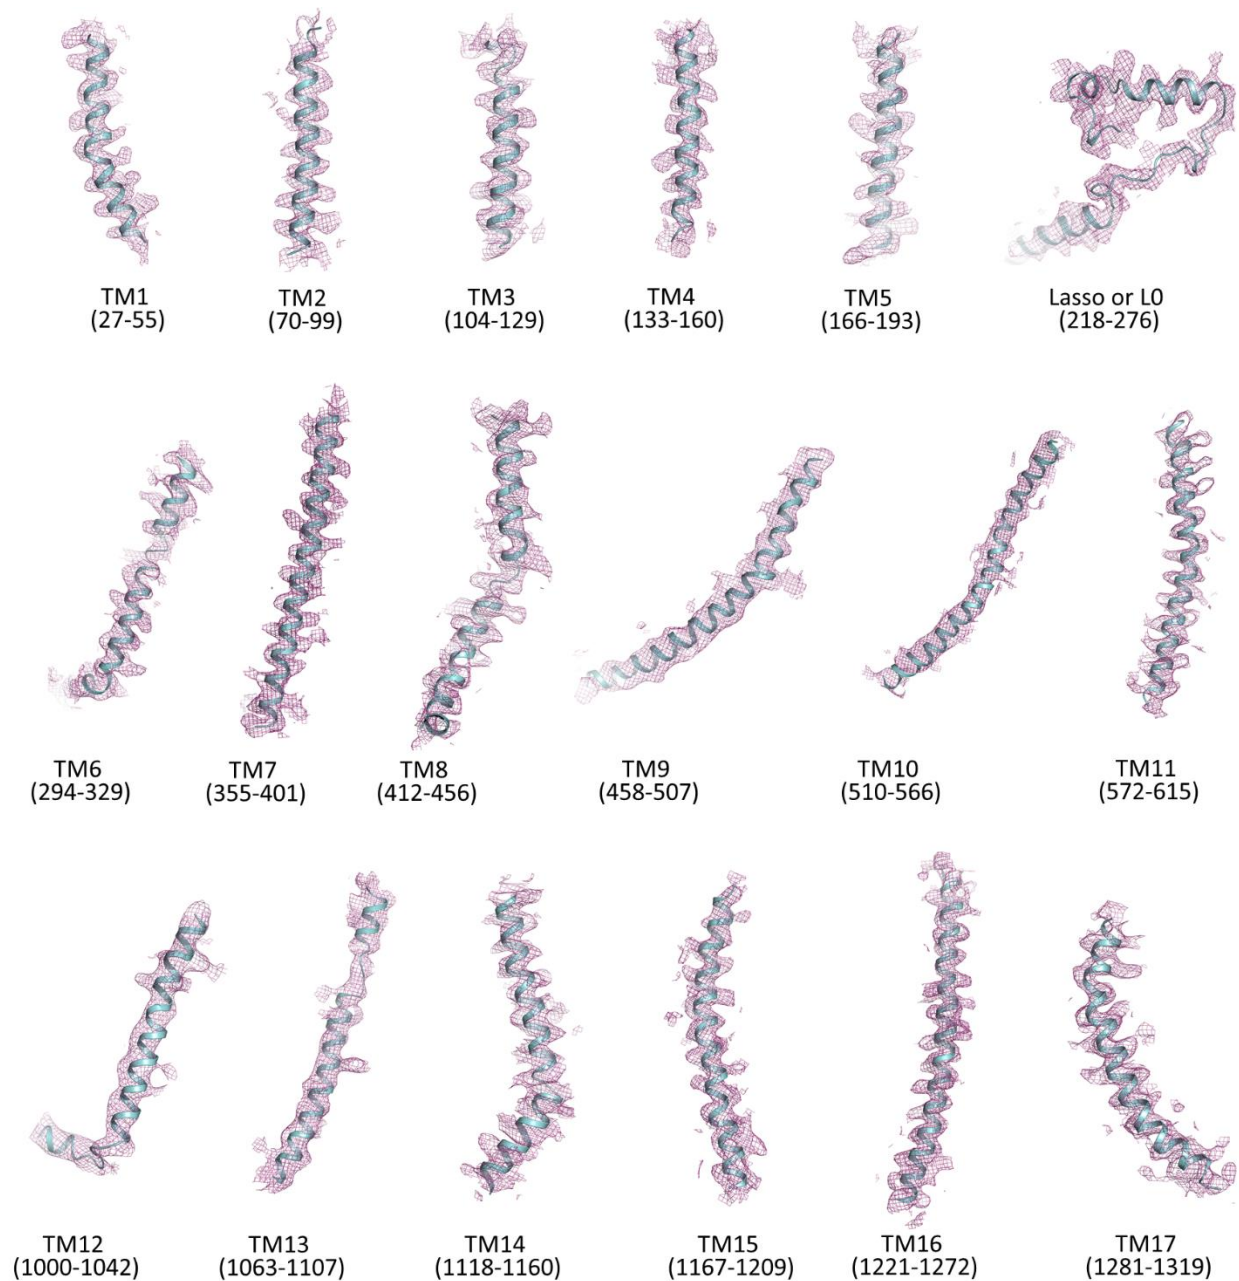 TM1
(27-55)
TM2
(70-99)
TM3
(104-129)
TM4
(133-160)
TM5
(166-193)
Lasso or L0
(218-276)
TM6
(294-329)
TM7
(355-401)
TM8
(412-456)
TM9
(458-507)
TM10
(510-566)
TM11
(572-615)
TM12
(1000-1042)
TM13
(1063-1107)
TM14
(1118-1160)
TM15
(1167-1209)
TM16
(1221-1272)
TM17
(1281-1319)